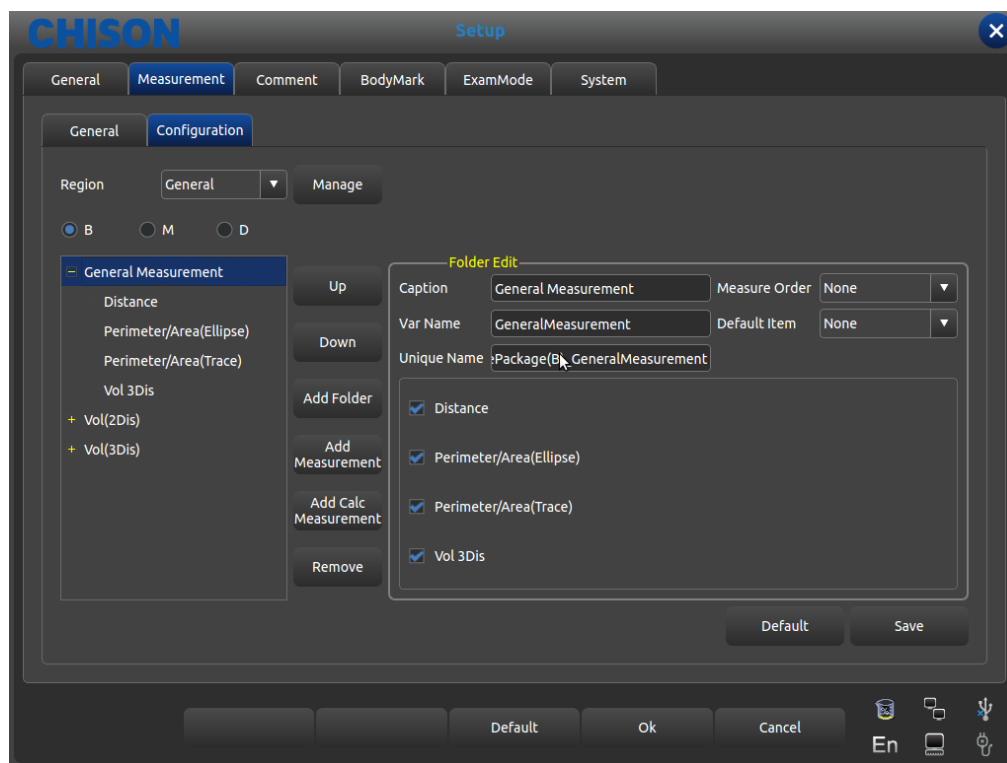 CHISON
Setup
General Measurement Comment BodyMark ExamMode System
General Configuration
Region General Manage
B M D
General Measurement
Distance
Perimeter/Area(Ellipse)
Perimeter/Area(Trace)
Vol 3Dis
+ Vol(2Dis)
+ Vol(3Dis)
Up
Down
Add Folder
Add
Measurement
Add Calc
Measurement
Remove
Folder Edit
Caption General Measurement Measure Order None
Var Name GeneralMeasurement Default Item None
Unique Name ePackage(B)_GeneralMeasurement
Distance
Perimeter/Area(Ellipse)
Perimeter/Area(Trace)
Vol 3Dis
Default Save
Default Ok Cancel
En